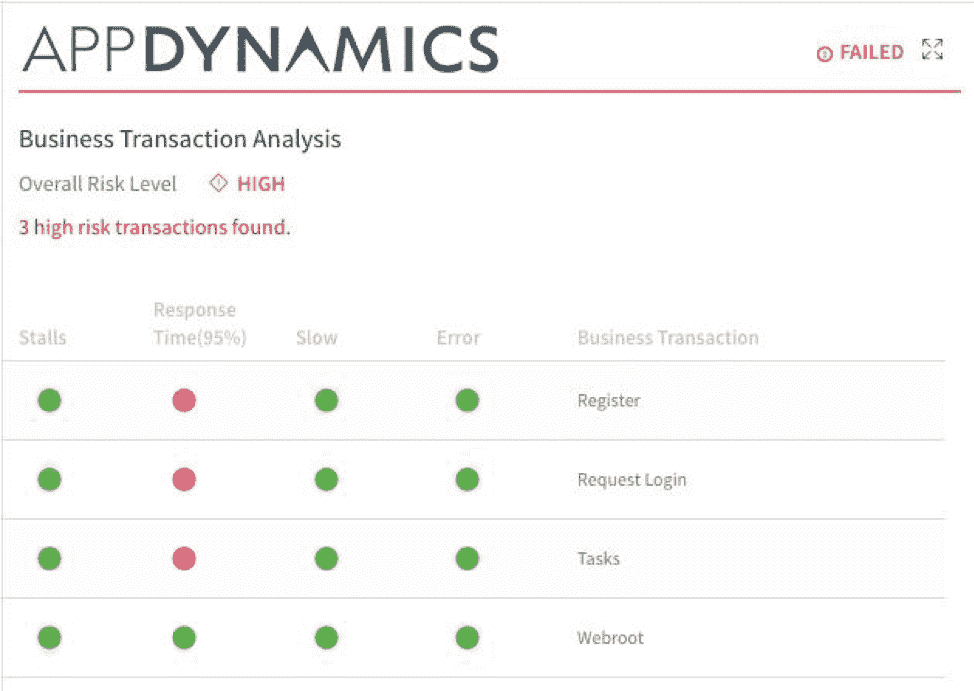 APPDYNAMICS
FAILED
Business Transaction Analysis
Overall Risk Level HIGH
3 high risk transactions found.
Stalls Response Time(95%) Slow Error Business Transaction
Register
Request Login
Tasks
Webroot